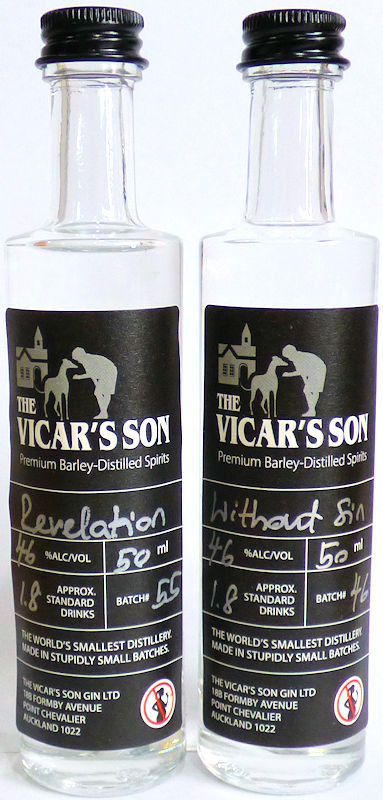 THE
VICAR'S SON
Premium Barley-Distilled Spirits
Revelation
46 %ALC/VOL 50 ml
1.8 APPROX. STANDARD DRINKS BATCH# 55
THE WORLD'S SMALLEST DISTILLERY.
MADE IN STUPIDLY SMALL BATCHES.
THE VICAR'S SON GIN LTD
18B FORMBY AVENUE
POINT CHEVALIER
AUCKLAND 1022
THE
VICAR'S SON
Premium Barley-Distilled Spirits
Without Sin
46 %ALC/VOL 50 ml
1.8 APPROX. STANDARD DRINKS BATCH# 46
THE WORLD'S SMALLEST DISTILLERY.
MADE IN STUPIDLY SMALL BATCHES.
THE VICAR'S SON GIN LTD
18B FORMBY AVENUE
POINT CHEVALIER
AUCKLAND 1022